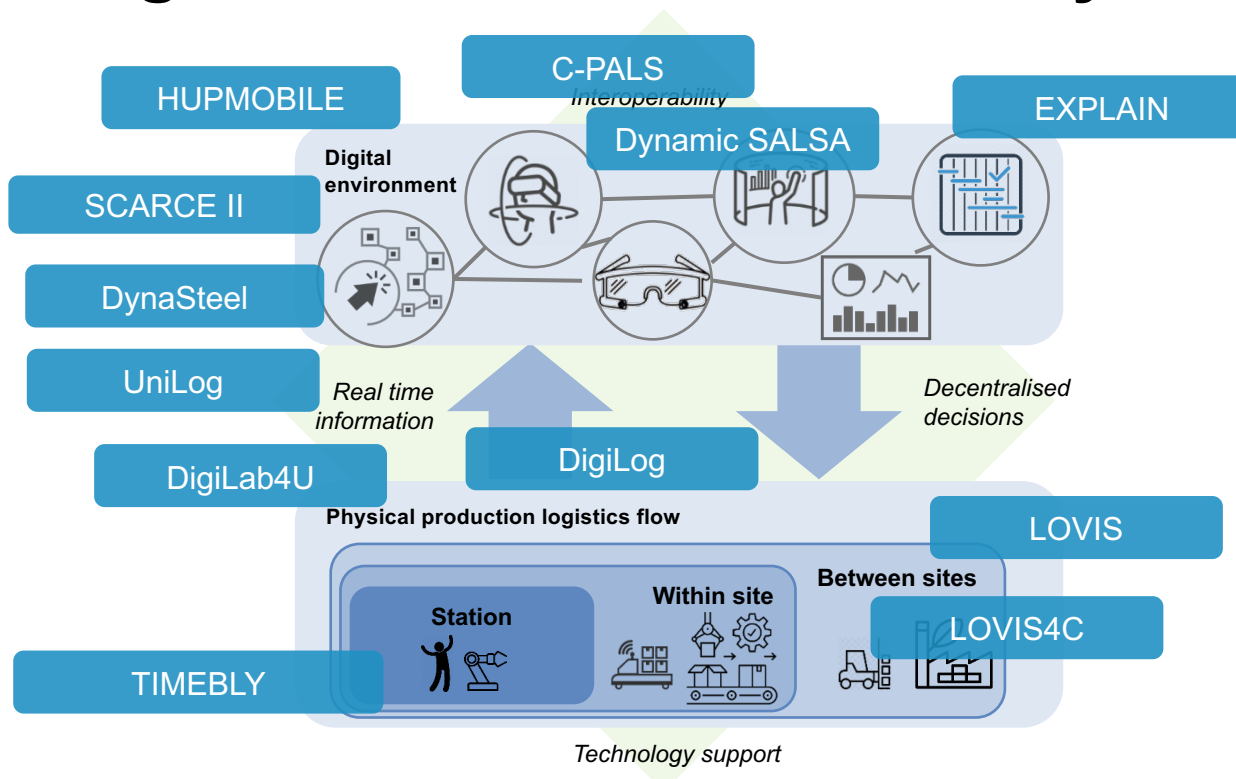 C-PALS
Interoperability
HUPMOBILE
EXPLAIN
Dynamic SALSA
Digital
environment
SCARCE II
DynaSteel
UniLog
Real time
information
Decentralised
decisions
DigiLog
DigiLab4U
Physical production logistics flow
LOVIS
Between sites
Within site
Station
LOVIS4C
TIMEBLY
Technology support